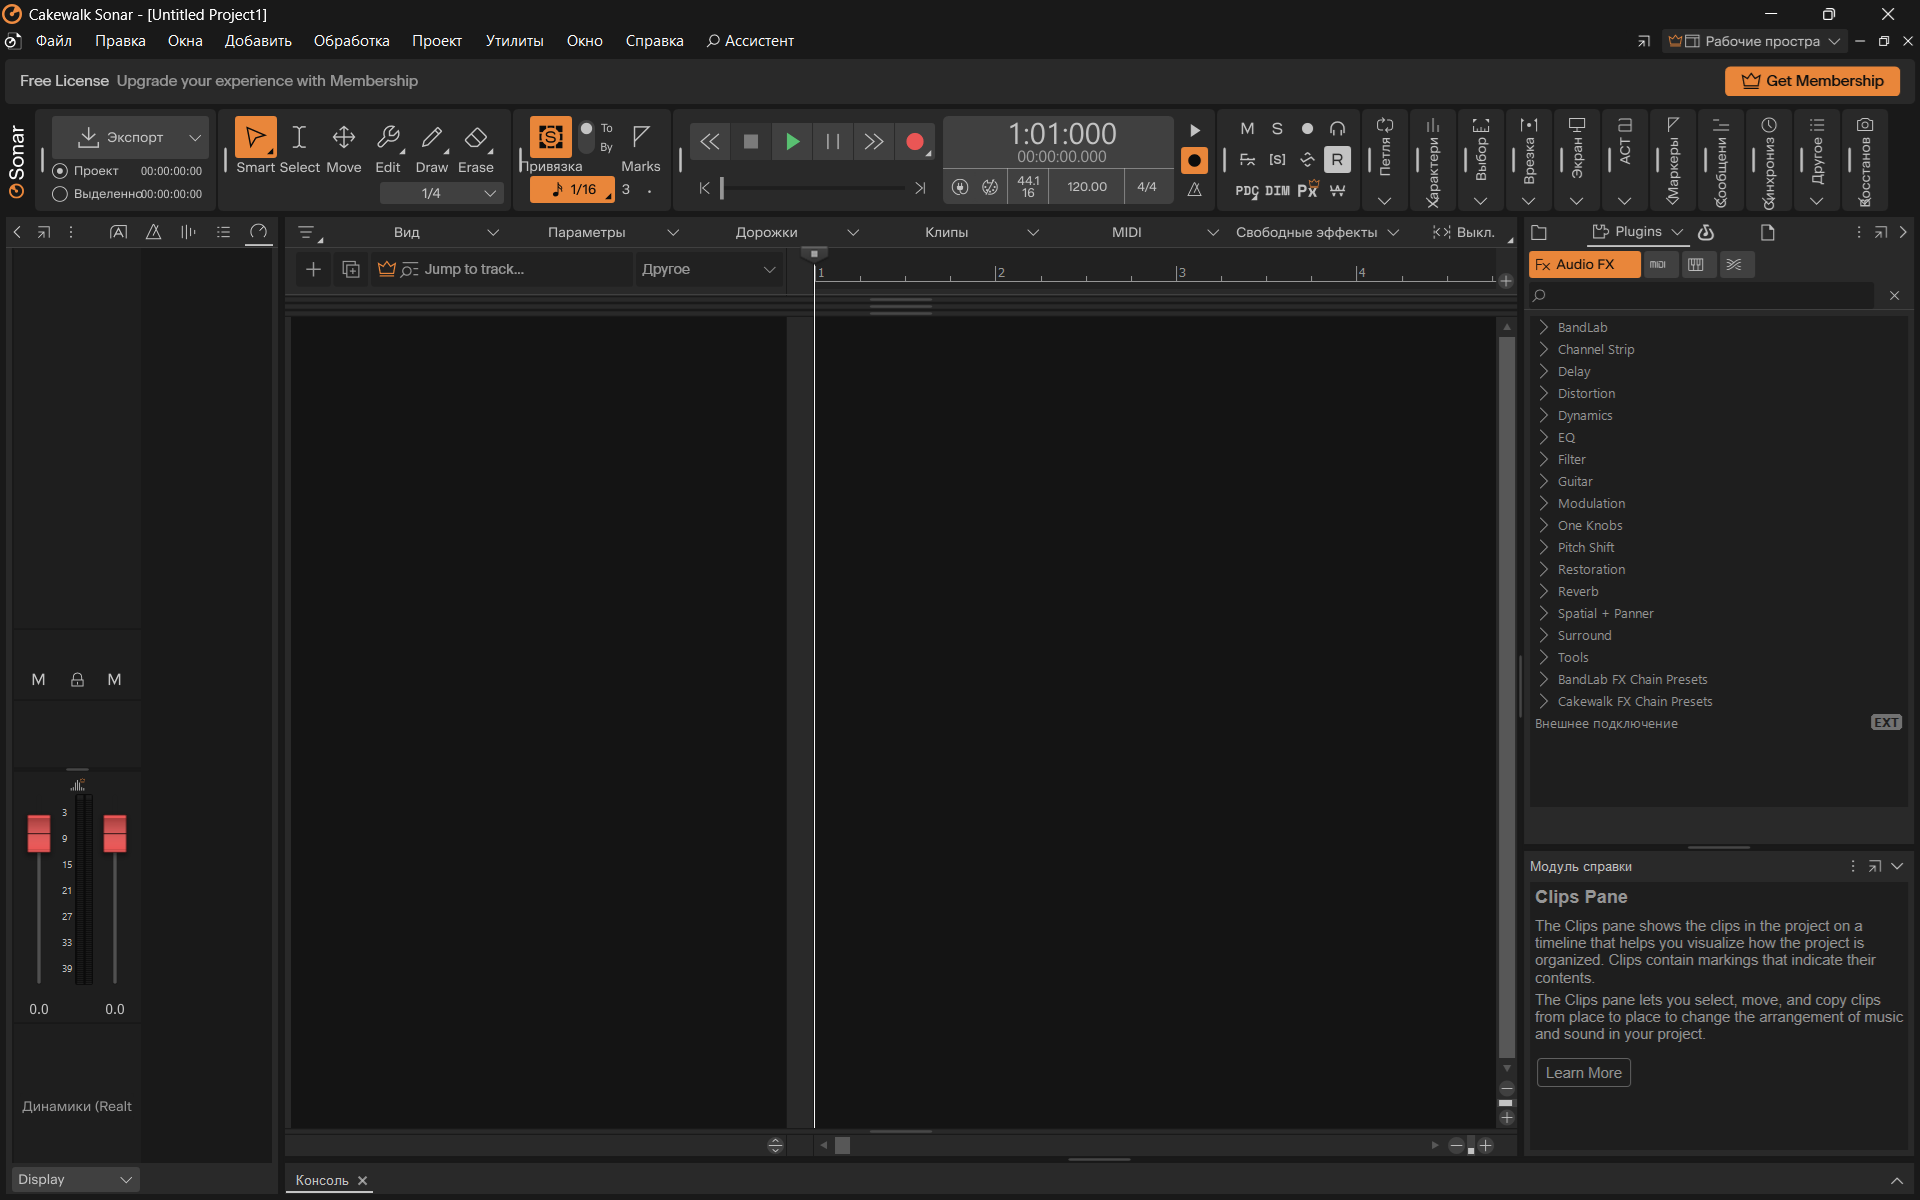 Cakewalk Sonar - [Untitled Project1]
Файл Правка Окна Добавить Обработка Проект Утилиты Окно Справка Ассистент
Рабочие простра
Free License Upgrade your experience with Membership
Get Membership
Sonar
Экспорт
Проект 00:00:00:00
Выделенно 00:00:00:00
Smart Select Move Edit Draw Erase
1/4
To
By
Привязка
Marks
1/16 3 .
1:01:000
00:00:00.000
44.1
16
120.00
4/4
M S
Fx [S] R
PDC DIM PX
Петля
Характери
Выбор
Врезка
Экран
ACT
Маркеры
Сообщени
Синхрониз
Другое
Восстанов
Вид Параметры Дорожки Клипы MIDI Свободные эффекты Выкл.
Jump to track...
Другое
1 2 3 4
Plugins
Fx Audio FX
MIDI
BandLab
Channel Strip
Delay
Distortion
Dynamics
EQ
Filter
Guitar
Modulation
One Knobs
Pitch Shift
Restoration
Reverb
Spatial + Panner
Surround
Tools
BandLab FX Chain Presets
Cakewalk FX Chain Presets
Внешнее подключение EXT
M M
3
9
15
21
27
33
39
0.0 0.0
Динамики (Realt
Display
Консоль
Модуль справки
Clips Pane
The Clips pane shows the clips in the project on a
timeline that helps you visualize how the project is
organized. Clips contain markings that indicate their
contents.
The Clips pane lets you select, move, and copy clips
from place to place to change the arrangement of music
and sound in your project.
Learn More